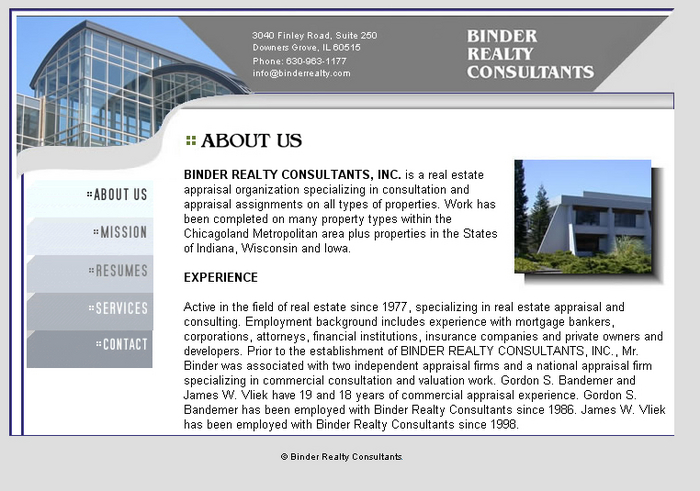 3040 Finley Road, Suite 250
Downers Grove, IL 60515
Phone: 630-963-1177
info@binderrealty.com
BINDER
REALTY
CONSULTANTS
ABOUT US
ABOUT US
MISSION
RESUMES
SERVICES
CONTACT
BINDER REALTY CONSULTANTS, INC. is a real estate
appraisal organization specializing in consultation and
appraisal assignments on all types of properties. Work has
been completed on many property types within the
Chicagoland Metropolitan area plus properties in the States
of Indiana, Wisconsin and Iowa.
EXPERIENCE
Active in the field of real estate since 1977, specializing in real estate appraisal and
consulting. Employment background includes experience with mortgage bankers,
corporations, attorneys, financial institutions, insurance companies and private owners and
developers. Prior to the establishment of BINDER REALTY CONSULTANTS, INC., Mr.
Binder was associated with two independent appraisal firms and a national appraisal firm
specializing in commercial consultation and valuation work. Gordon S. Bandemer and
James W. Vliek have 19 and 18 years of commercial appraisal experience. Gordon S.
Bandemer has been employed with Binder Realty Consultants since 1986. James W. Vliek
has been employed with Binder Realty Consultants since 1998.
© Binder Realty Consultants.